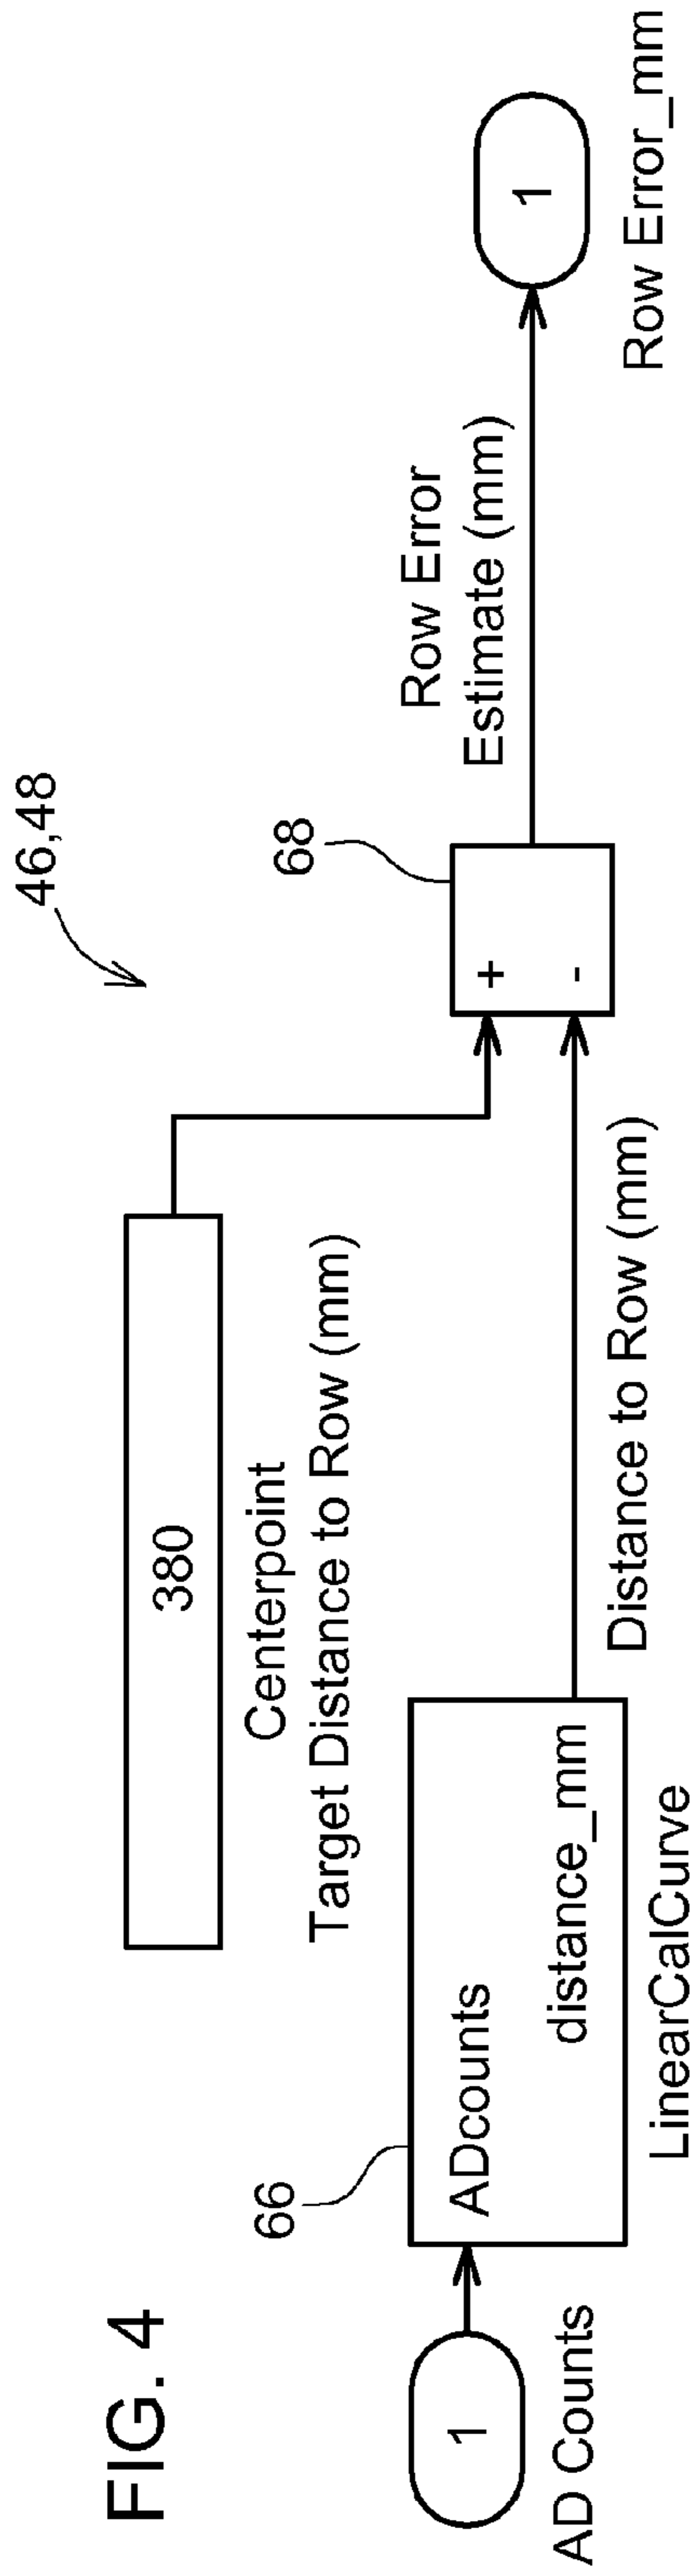 FIG. 4
46,48
380
Centerpoint
Target Distance to Row (mm)
1
AD Counts
66
ADcounts
distance_mm
LinearCalCurve
Distance to Row (mm)
68
+
-
Row Error
Estimate (mm)
1
Row Error_mm